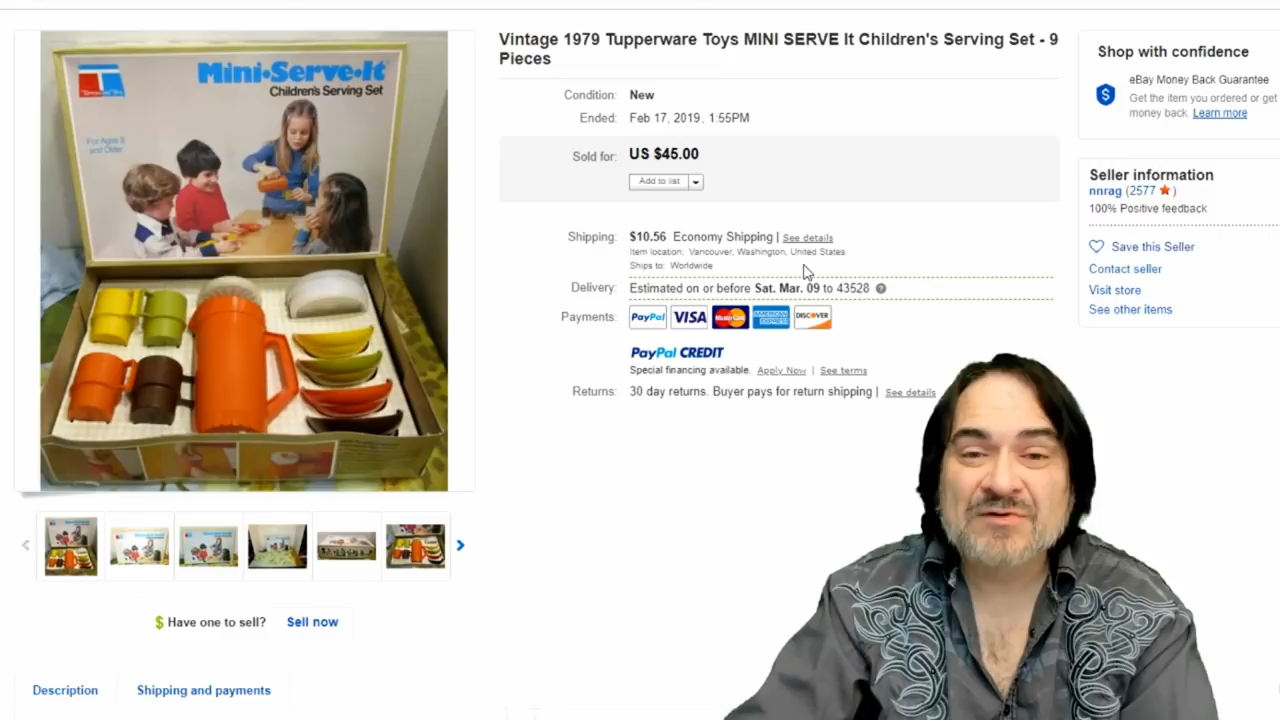 Mini•Serve•It
Children's Serving Set
For Ages 3
and Older
Vintage 1979 Tupperware Toys MINI SERVE It Children's Serving Set - 9
Pieces
Condition: New
Ended: Feb 17, 2019, 1:55PM
Sold for: US $45.00
Add to list
Shipping: $10.56 Economy Shipping | See details
Item location: Vancouver, Washington, United States
Ships to: Worldwide
Delivery: Estimated on or before Sat. Mar. 09 to 43528
Payments: PayPal VISA MasterCard AMERICAN EXPRESS DISCOVER
PayPal CREDIT
Special financing available. Apply Now | See terms
Returns: 30 day returns. Buyer pays for return shipping | See details
Shop with confidence
eBay Money Back Guarantee
Get the item you ordered or get
money back. Learn more
Seller information
nnrag (2577 ★ )
100% Positive feedback
Save this Seller
Contact seller
Visit store
See other items
$ Have one to sell? Sell now
Description
Shipping and payments